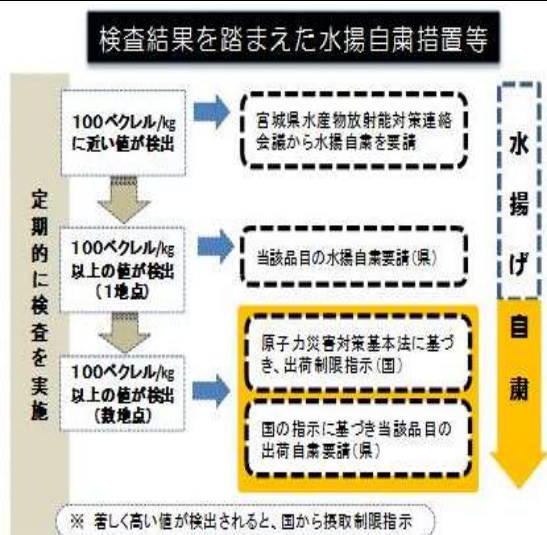 検査結果を踏まえた水揚自粛措置等
定期的に検査を実施
100ベクレル/kg
に近い値が検出
宮城県水産物放射能対策連絡
会議から水揚自粛を要請
100ベクレル/kg
以上の値が検出
(1地点)
当該品目の水揚自粛要請(県)
100ベクレル/kg
以上の値が検出
(数地点)
原子力災害対策基本法に基づ
き、出荷制限指示(国)
国の指示に基づき当該品目の
出荷自粛要請(県)
水揚げ自粛
※ 著しく高い値が検出されると、国から摂取制限指示